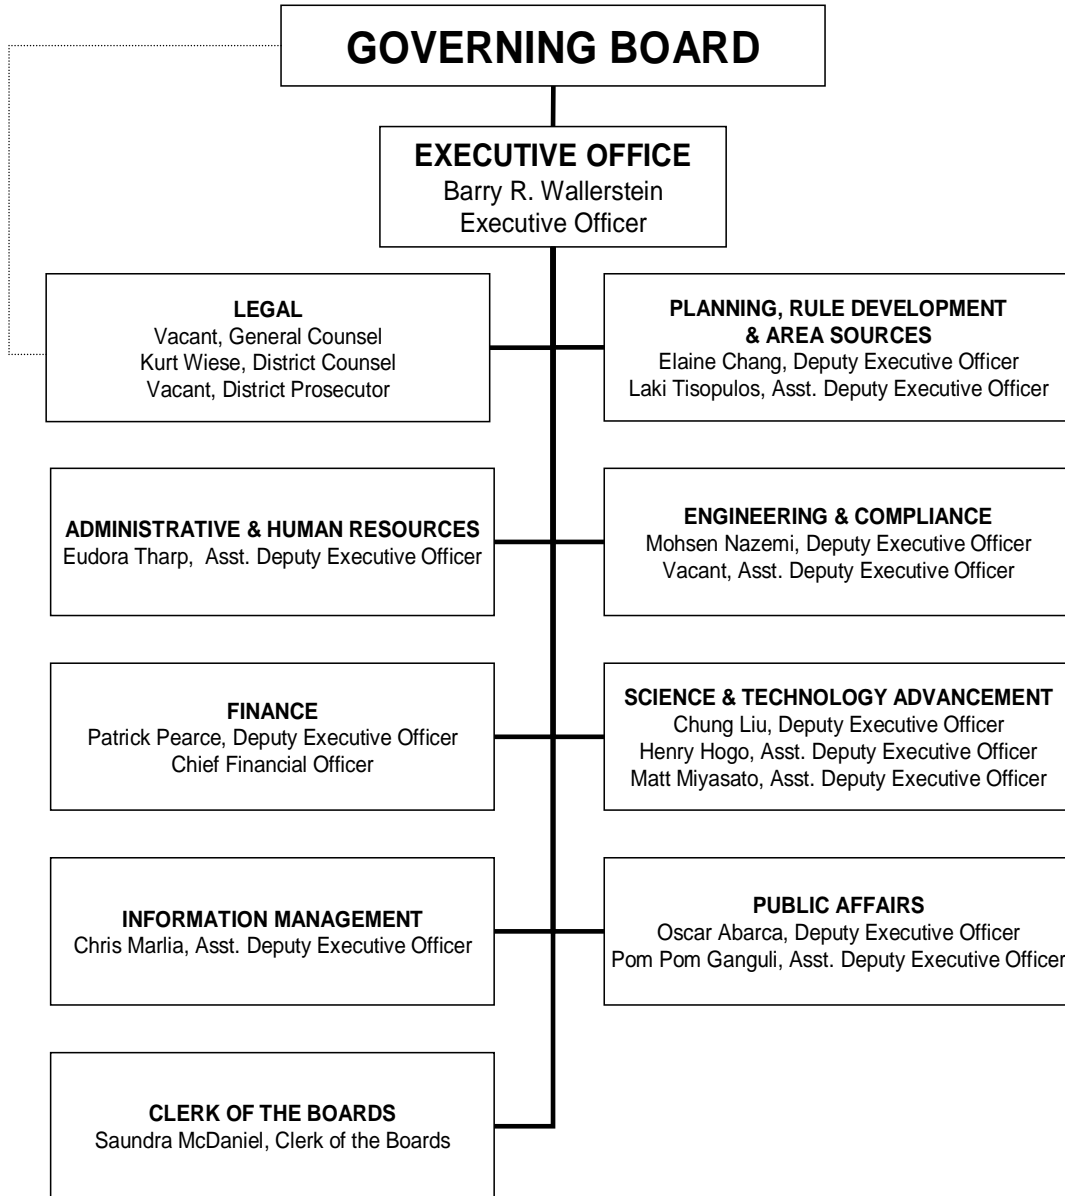 GOVERNING BOARD
EXECUTIVE OFFICE
Barry R. Wallerstein
Executive Officer
LEGAL
Vacant, General Counsel
Kurt Wiese, District Counsel
Vacant, District Prosecutor
PLANNING, RULE DEVELOPMENT
& AREA SOURCES
Elaine Chang, Deputy Executive Officer
Laki Tisopulos, Asst. Deputy Executive Officer
ADMINISTRATIVE & HUMAN RESOURCES
Eudora Tharp,  Asst. Deputy Executive Officer
ENGINEERING & COMPLIANCE
Mohsen Nazemi, Deputy Executive Officer
Vacant, Asst. Deputy Executive Officer
FINANCE
Patrick Pearce, Deputy Executive Officer
Chief Financial Officer
SCIENCE & TECHNOLOGY ADVANCEMENT
Chung Liu, Deputy Executive Officer
Henry Hogo, Asst. Deputy Executive Officer
Matt Miyasato, Asst. Deputy Executive Officer
INFORMATION MANAGEMENT
Chris Marlia, Asst. Deputy Executive Officer
PUBLIC AFFAIRS
Oscar Abarca, Deputy Executive Officer
Pom Pom Ganguli, Asst. Deputy Executive Officer
CLERK OF THE BOARDS
Saundra McDaniel, Clerk of the Boards